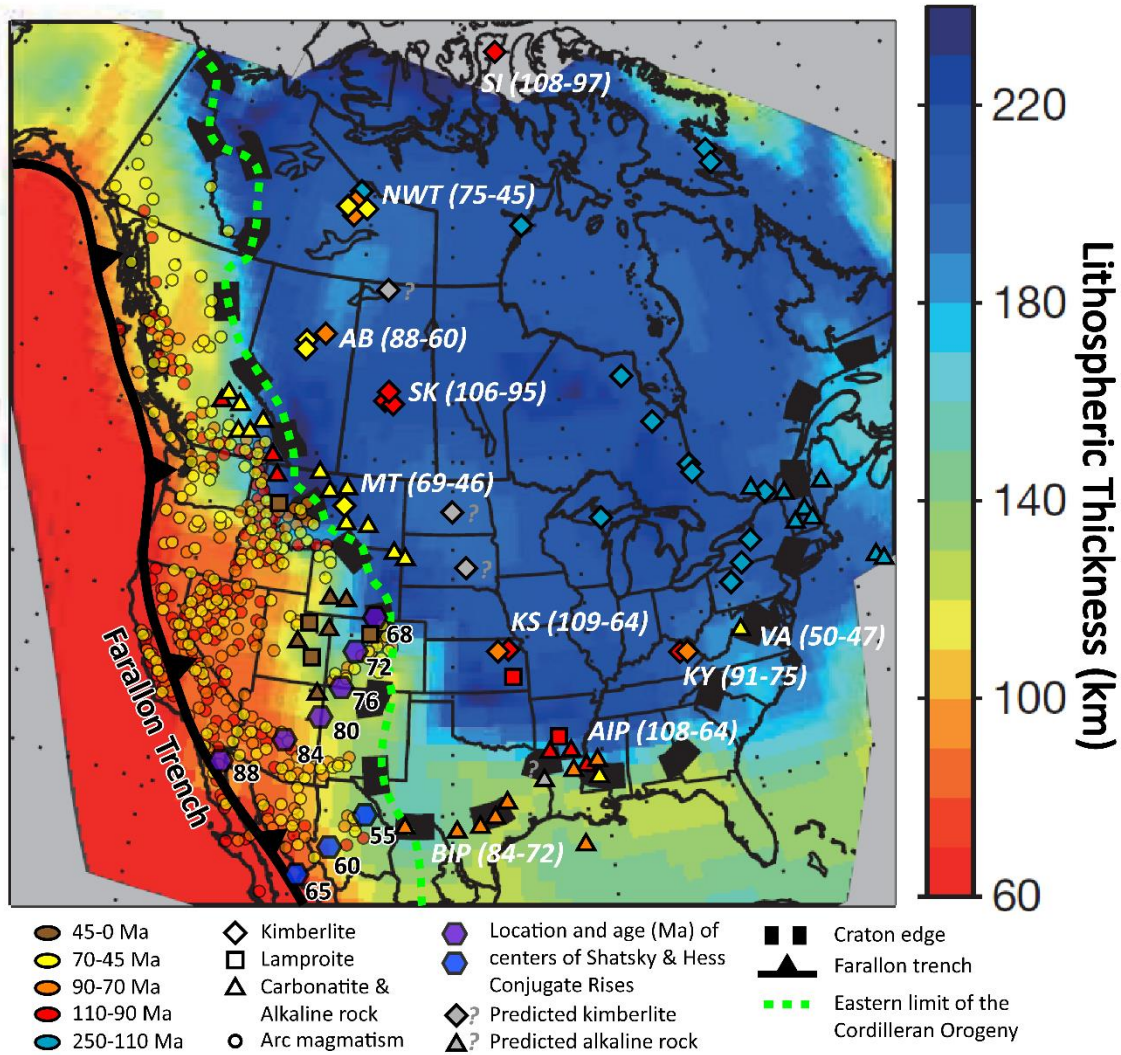 SI (108-97)
NWT (75-45)
?
AB (88-60)
SK (106-95)
MT (69-46)
?
?
KS (109-64)
VA (50-47)
KY (91-75)
68
72
76
80
84
88
AIP (108-64)
?
55
60
65
BIP (84-72)
Farallon Trench
220
180
140
100
60
Lithospheric Thickness (km)
45-0 Ma
70-45 Ma
90-70 Ma
110-90 Ma
250-110 Ma
Kimberlite
Lamproite
Carbonatite &
Alkaline rock
Arc magmatism
Location and age (Ma) of
centers of Shatsky & Hess
Conjugate Rises
? Predicted kimberlite
? Predicted alkaline rock
Craton edge
Farallon trench
Eastern limit of the
Cordilleran Orogeny